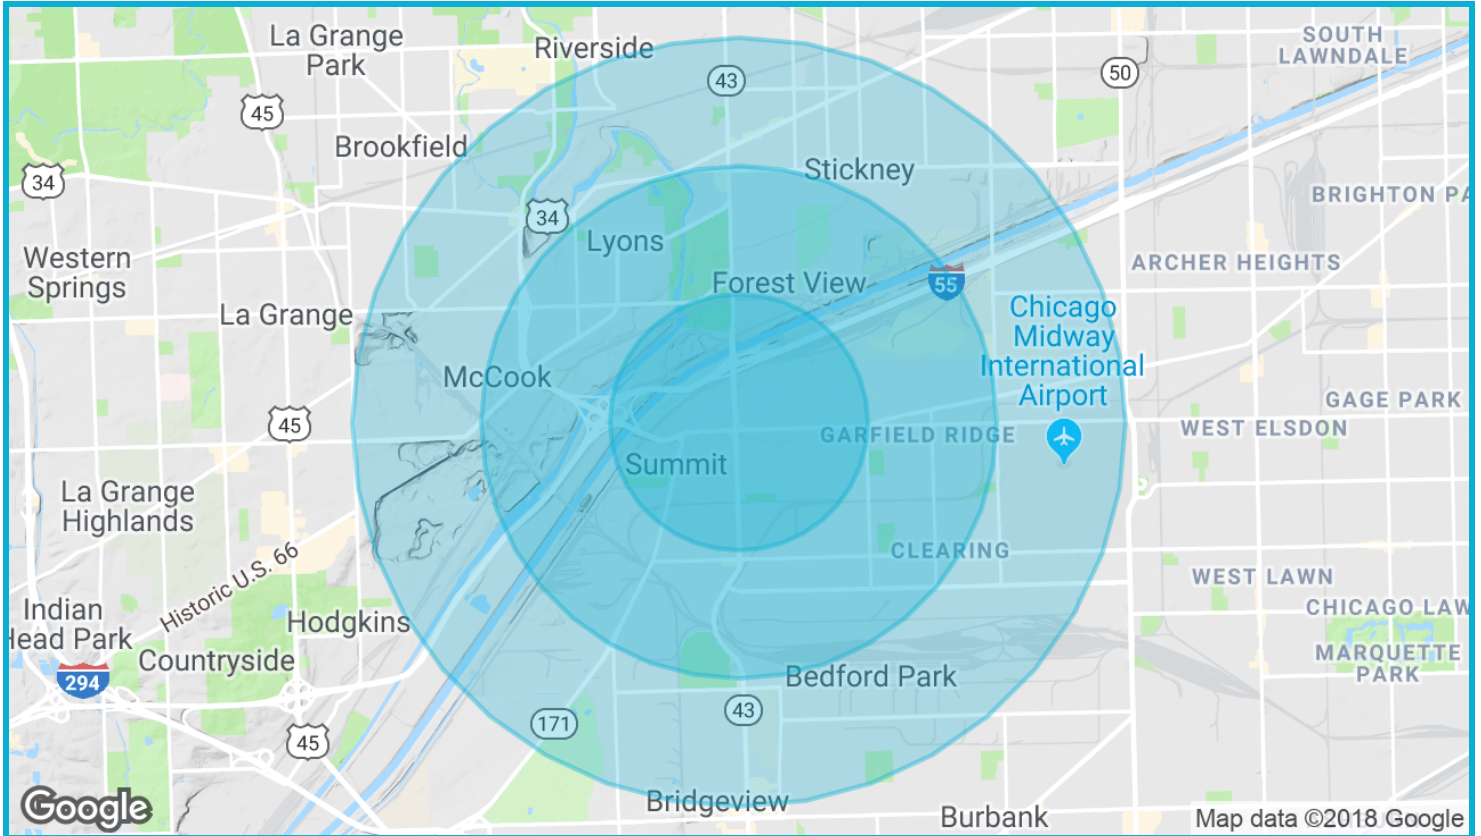 La Grange
Park
Riverside
SOUTH
LAWNDALE
43
50
45
Brookfield
34
Stickney
BRIGHTON PA
34
Lyons
Western
Springs
ARCHER HEIGHTS
Forest View
55
La Grange
Chicago
Midway
International
Airport
McCook
GAGE PARK
45
GARFIELD RIDGE
WEST ELSDON
Summit
La Grange
Highlands
CLEARING
Historic U.S. 66
WEST LAWN
Indian
Head Park
Hodgkins
CHICAGO LAW
MARQUETTE
PARK
Countryside
294
Bedford Park
43
171
45
Bridgeview
Burbank
Google
Map data ©2018 Google